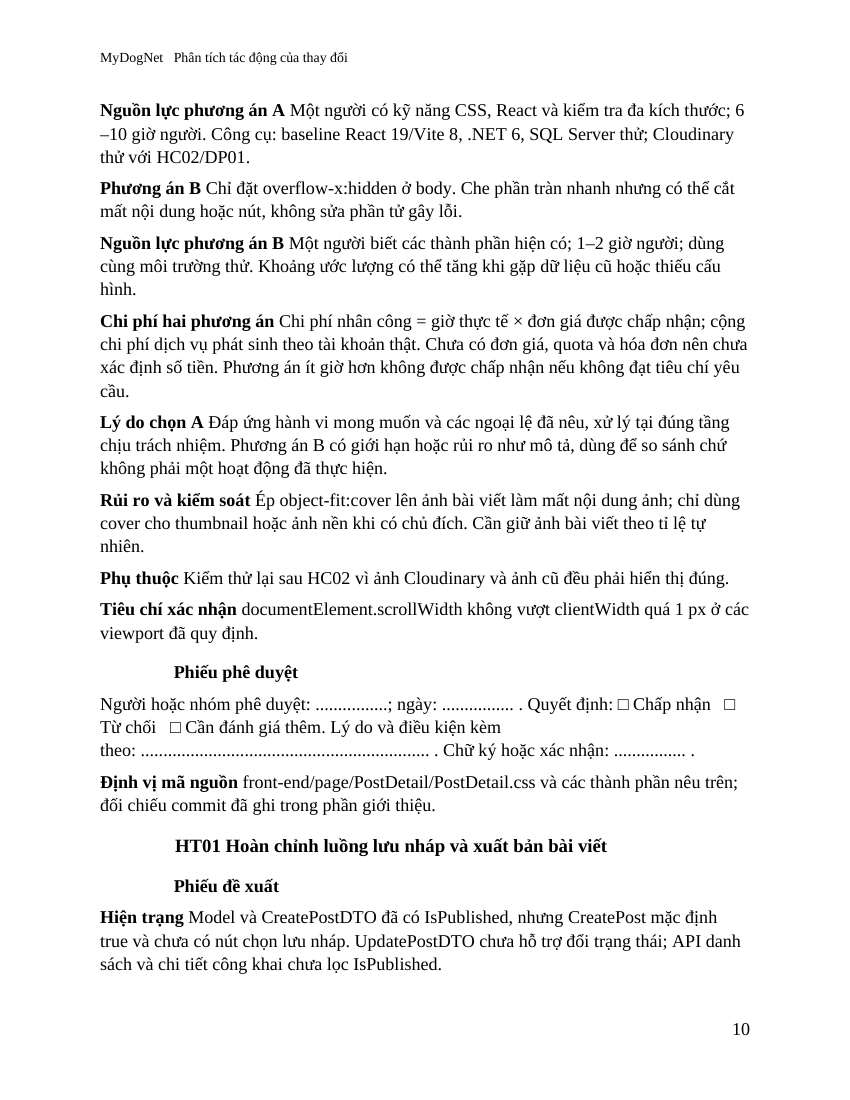 MyDogNet Phân tích tác động của thay đổi
Nguồn lực phương án A Một người có kỹ năng CSS, React và kiểm tra đa kích thước; 6
–10 giờ người. Công cụ: baseline React 19/Vite 8, .NET 6, SQL Server thử; Cloudinary
thử với HC02/DP01.
Phương án B Chỉ đặt overflow-x:hidden ở body. Che phần tràn nhanh nhưng có thể cắt
mất nội dung hoặc nút, không sửa phần tử gây lỗi.
Nguồn lực phương án B Một người biết các thành phần hiện có; 1–2 giờ người; dùng
cùng môi trường thử. Khoảng ước lượng có thể tăng khi gặp dữ liệu cũ hoặc thiếu cấu
hình.
Chi phí hai phương án Chi phí nhân công = giờ thực tế × đơn giá được chấp nhận; cộng
chi phí dịch vụ phát sinh theo tài khoản thật. Chưa có đơn giá, quota và hóa đơn nên chưa
xác định số tiền. Phương án ít giờ hơn không được chấp nhận nếu không đạt tiêu chí yêu
cầu.
Lý do chọn A Đáp ứng hành vi mong muốn và các ngoại lệ đã nêu, xử lý tại đúng tầng
chịu trách nhiệm. Phương án B có giới hạn hoặc rủi ro như mô tả, dùng để so sánh chứ
không phải một hoạt động đã thực hiện.
Rủi ro và kiểm soát Ép object-fit:cover lên ảnh bài viết làm mất nội dung ảnh; chỉ dùng
cover cho thumbnail hoặc ảnh nền khi có chủ đích. Cần giữ ảnh bài viết theo tỉ lệ tự
nhiên.
Phụ thuộc Kiểm thử lại sau HC02 vì ảnh Cloudinary và ảnh cũ đều phải hiển thị đúng.
Tiêu chí xác nhận documentElement.scrollWidth không vượt clientWidth quá 1 px ở các
viewport đã quy định.
Phiếu phê duyệt
Người hoặc nhóm phê duyệt: ................; ngày: ................ . Quyết định: □ Chấp nhận □
Từ chối □ Cần đánh giá thêm. Lý do và điều kiện kèm
theo: ................................................................ . Chữ ký hoặc xác nhận: ................ .
Định vị mã nguồn front-end/page/PostDetail/PostDetail.css và các thành phần nêu trên;
đối chiếu commit đã ghi trong phần giới thiệu.
HT01 Hoàn chỉnh luồng lưu nháp và xuất bản bài viết
Phiếu đề xuất
Hiện trạng Model và CreatePostDTO đã có IsPublished, nhưng CreatePost mặc định
true và chưa có nút chọn lưu nháp. UpdatePostDTO chưa hỗ trợ đổi trạng thái; API danh
sách và chi tiết công khai chưa lọc IsPublished.
10